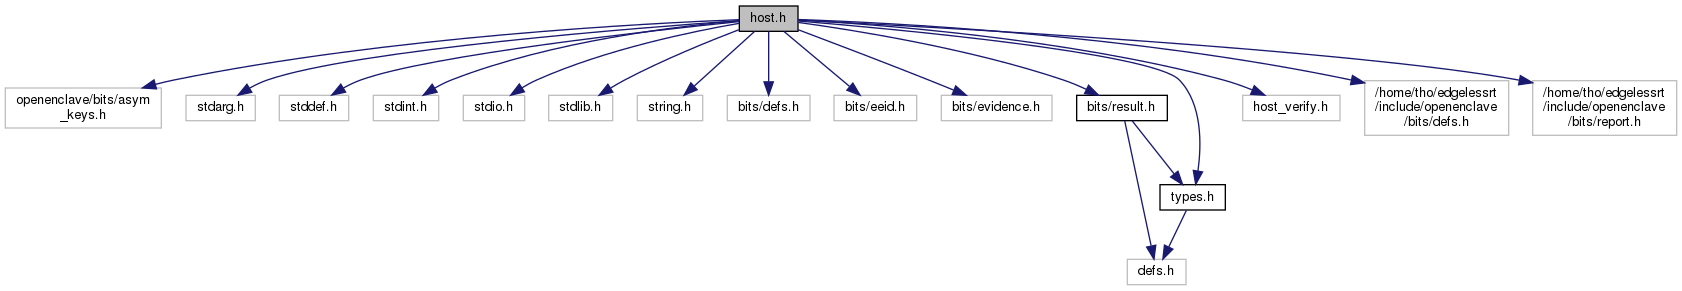 host.h
openenclave/bits/asym
_keys.h
stdarg.h
stddef.h
stdint.h
stdio.h
stdlib.h
string.h
bits/defs.h
bits/eeid.h
bits/evidence.h
bits/result.h
host_verify.h
/home/tho/edgelessrt
/include/openenclave
/bits/defs.h
/home/tho/edgelessrt
/include/openenclave
/bits/report.h
types.h
defs.h